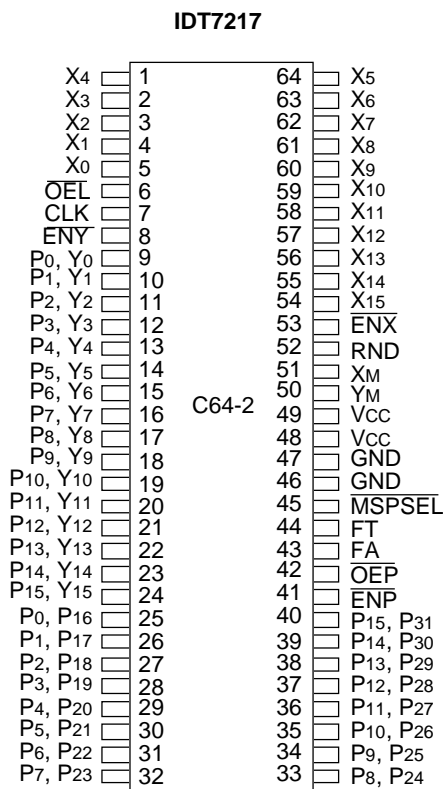 IDT7217
X4 1 64 X5
X3 2 63 X6
X2 3 62 X7
X1 4 61 X8
X0 5 60 X9
OEL 6 59 X10
CLK 7 58 X11
ENY 8 57 X12
P0, Y0 9 56 X13
P1, Y1 10 55 X14
P2, Y2 11 54 X15
P3, Y3 12 53 ENX
P4, Y4 13 52 RND
P5, Y5 14 51 XM
P6, Y6 15 50 YM
P7, Y7 16 C64-2 49 VCC
P8, Y8 17 48 VCC
P9, Y9 18 47 GND
P10, Y10 19 46 GND
P11, Y11 20 45 MSPSEL
P12, Y12 21 44 FT
P13, Y13 22 43 FA
P14, Y14 23 42 OEP
P15, Y15 24 41 ENP
P0, P16 25 40 P15, P31
P1, P17 26 39 P14, P30
P2, P18 27 38 P13, P29
P3, P19 28 37 P12, P28
P4, P20 29 36 P11, P27
P5, P21 30 35 P10, P26
P6, P22 31 34 P9, P25
P7, P23 32 33 P8, P24